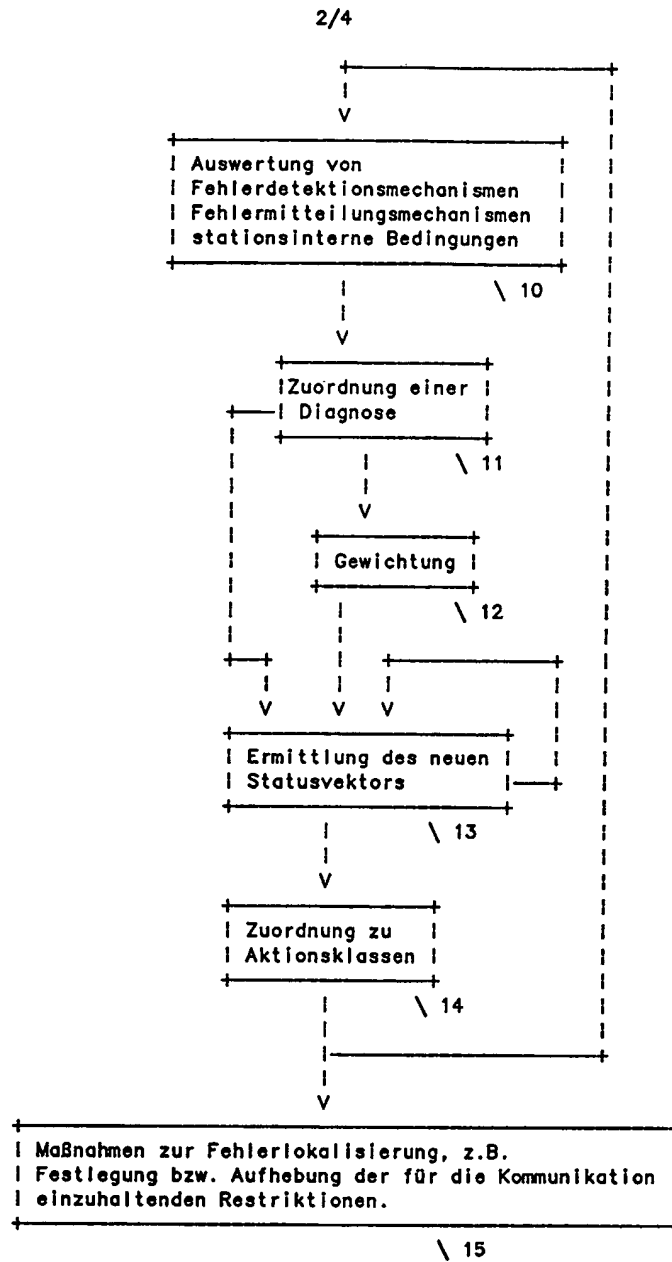 2/4
Auswertung von
Fehlerdetektionsmechanismen
Fehlermitteilungsmechanismen
stationsinterne Bedingungen
10
Zuordnung einer
Diagnose
11
Gewichtung
12
Ermittlung des neuen
Statusvektors
13
Zuordnung zu
Aktionsklassen
14
Maßnahmen zur Fehlerlokalisierung, z.B.
Festlegung bzw. Aufhebung der für die Kommunikation
einzuhaltenden Restriktionen.
15